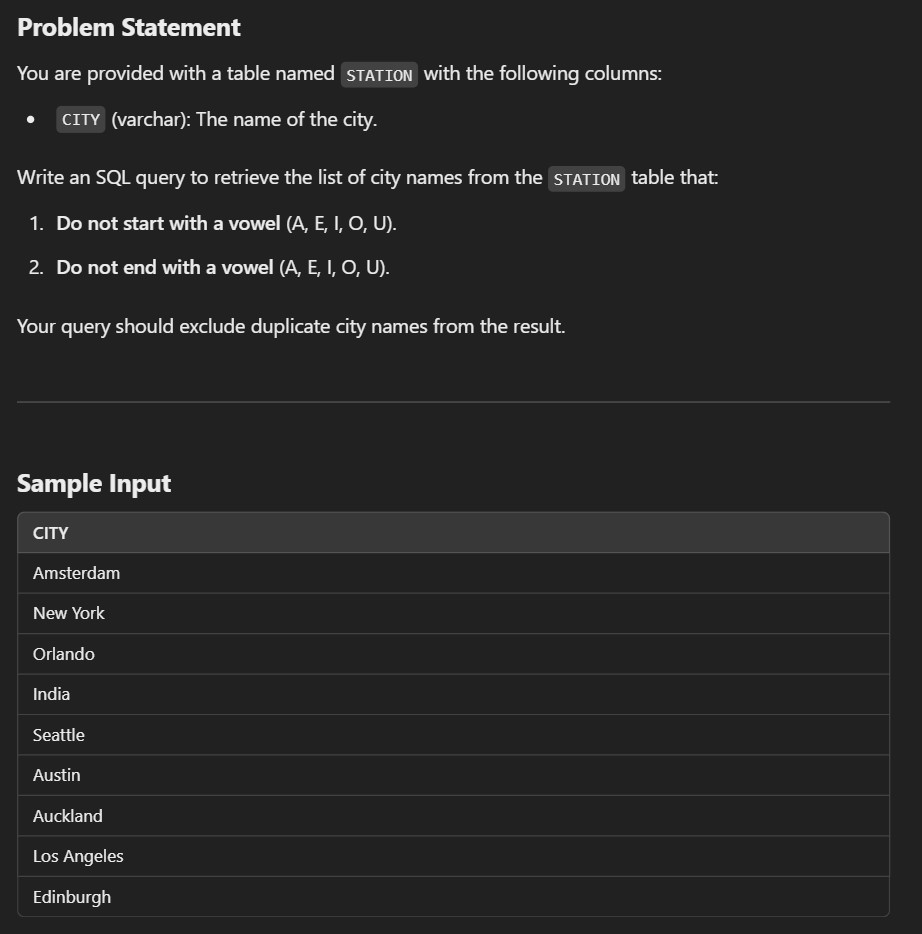 Problem Statement
You are provided with a table named STATION with the following columns:
• CITY (varchar): The name of the city.
Write an SQL query to retrieve the list of city names from the STATION table that:
1. Do not start with a vowel (A, E, I, O, U).
2. Do not end with a vowel (A, E, I, O, U).
Your query should exclude duplicate city names from the result.
Sample Input
CITY
Amsterdam
New York
Orlando
India
Seattle
Austin
Auckland
Los Angeles
Edinburgh